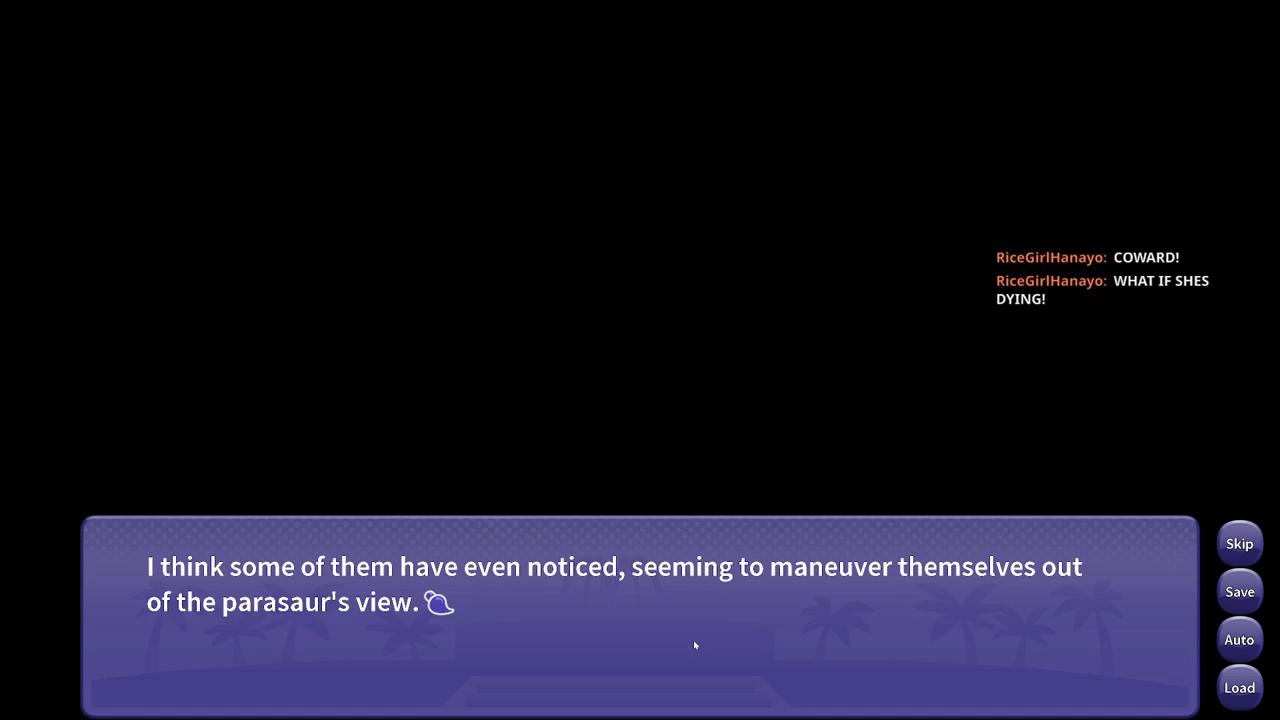 RiceGirlHanayo: COWARD!
RiceGirlHanayo: WHAT IF SHES
DYING!
I think some of them have even noticed, seeming to maneuver themselves out
of the parasaur's view.
Skip
Save
Auto
Load